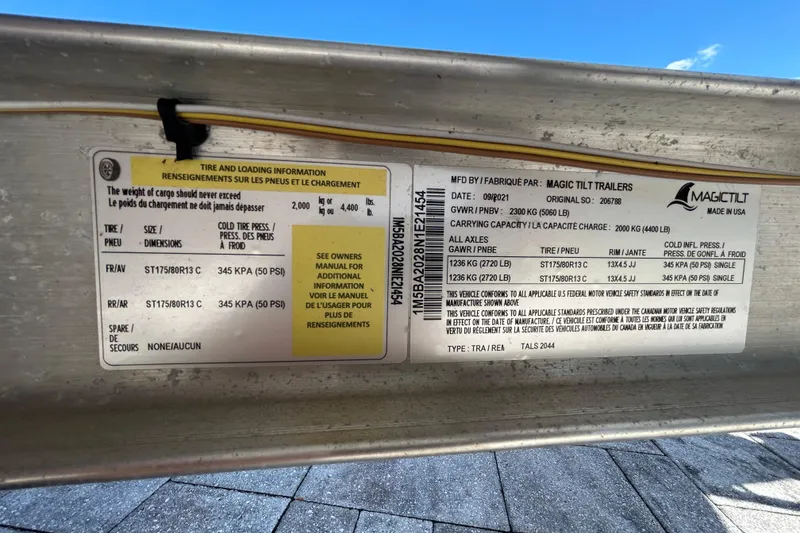 TIRE AND LOADING INFORMATION
RENSEIGNEMENTS SUR LES PNEUS ET LE CHARGEMENT
The weight of cargo should never exceed
Le poids du chargement ne doit jamais dépasser
2,000 kg or kg ou 4,400 lbs. lb.
TIRE / PNEU SIZE / DIMENSIONS COLD TIRE PRESS./ PRESS. DES PNEUS À FROID
FR/AV ST175/80R13 C 345 KPA (50 PSI)
RR/AR ST175/80R13 C 345 KPA (50 PSI)
SPARE / DE SECOURS NONE/AUCUN
SEE OWNERS
MANUAL FOR
ADDITIONAL
INFORMATION
VOIR LE MANUEL
DE L'USAGER POUR
PLUS DE
RENSEIGNEMENTS
1M5BA2028N1E21454
1M5BA2028N1E21454
MFD BY / FABRIQUÉ PAR : MAGIC TILT TRAILERS
DATE : 09/2021 ORIGINAL SO : 206788
GVWR / PNBV : 2300 KG (5060 LB)
CARRYING CAPACITY / LA CAPACITÉ CHARGE : 2000 KG (4400 LB)
MAGICTILT
MADE IN USA
ALL AXLES
GAWR / PNBE TIRE / PNEU RIM / JANTE COLD INFL. PRESS./ PRESS. DE GONFL. À FROID
1236 KG (2720 LB) ST175/80R13 C 13X4.5 JJ 345 KPA (50 PSI) SINGLE
1236 KG (2720 LB) ST175/80R13 C 13X4.5 JJ 345 KPA (50 PSI) SINGLE
THIS VEHICLE CONFORMS TO ALL APPLICABLE U.S FEDERAL MOTOR VEHICLE SAFETY STANDARDS IN EFFECT ON THE DATE OF
MANUFACTURE SHOWN ABOVE
THIS VEHICLE CONFORMS TO ALL APPLICABLE STANDARDS PRESCRIBED UNDER THE CANADIAN MOTOR VEHICLE SAFETY REGULATIONS
IN EFFECT ON THE DATE OF MANUFACTURE. / CE VÉHICULE EST CONFORME À TOUTES LES NORMES QUI LUI SONT APPLICABLES EN
VERTU DU RÈGLEMENT SUR LA SÉCURITÉ DES VÉHICULES AUTOMOBILES DU CANADA EN VIGUEUR À LA DATE DE SA FABRICATION
TYPE : TRA / REM TALS 2044